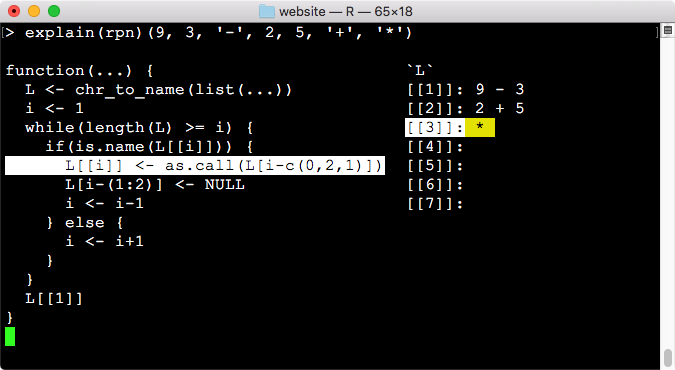 website — R — 65×18
> explain(rpn)(9, 3, '-', 2, 5, '+', '*')
function(...) {
  L <- chr_to_name(list(...))
  i <- 1
  while(length(L) >= i) {
    if(is.name(L[[i]])) {
      L[[i]] <- as.call(L[i-c(0,2,1)])
      L[i-(1:2)] <- NULL
      i <- i-1
    } else {
      i <- i+1
    }
  }
  L[[1]]
}
`L`
[[1]]: 9 - 3
[[2]]: 2 + 5
[[3]]: *
[[4]]:
[[5]]:
[[6]]:
[[7]]: